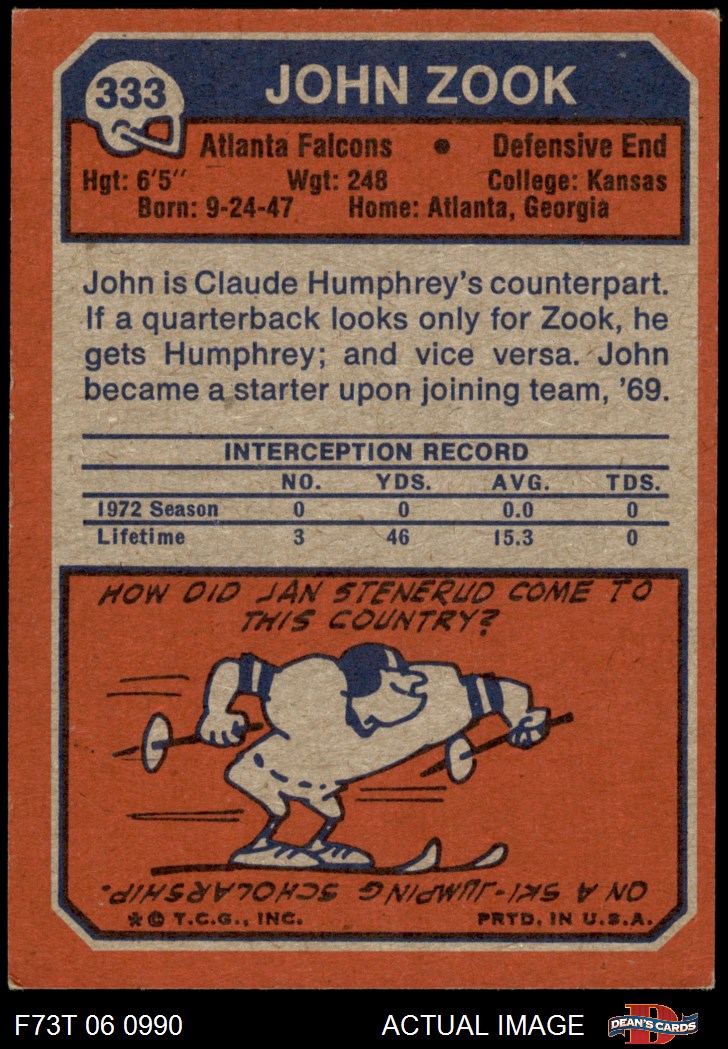 333
JOHN ZOOK
Atlanta Falcons • Defensive End
Hgt: 6'5" Wgt: 248 College: Kansas
Born: 9-24-47 Home: Atlanta, Georgia
John is Claude Humphrey's counterpart.
If a quarterback looks only for Zook, he
gets Humphrey; and vice versa. John
became a starter upon joining team, '69.
INTERCEPTION RECORD
NO. YDS. AVG. TDS.
1972 Season 0 0 0.0 0
Lifetime 3 46 15.3 0
HOW DID JAN STENERUD COME TO
THIS COUNTRY?
ON A SKI-JUMPING SCHOLARSHIP.
* © T.C.G., INC. PRTD. IN U.S.A.
F73T 06 0990 ACTUAL IMAGE
D
DEAN'S CARDS